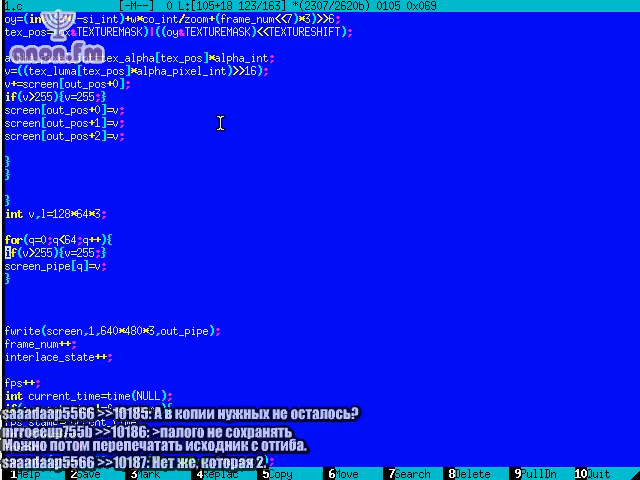 1.c [-M--] 0 L:[105+18 123/163] *(2307/2620b) 0105 0x069
oy=(int)(-si_int)+w*co_int/zoom+(frame_num<<7)*3)>>6;
&TEXTUREMASK)|((oy&TEXTUREMASK)<<TEXTURESHIFT);
anon.fm
tex_alpha[tex_pos]*alpha_int;
v=((tex_luma[tex_pos]*alpha_pixel_int)>>16);
v+=screen[out_pos+0];
if(v>255){v=255;}
screen[out_pos+0]=v;
screen[out_pos+1]=v;
screen[out_pos+2]=v;
}
}
}
int v,l=128*64*3;
for(q=0;q<64;q++){
if(v>255){v=255;}
screen_pipe[q]=v;
}
fwrite(screen,1,640*480*3,out_pipe);
frame_num++;
interlace_state++;
fps++;
int current_time=time(NULL);
saaadaap5566 >>10185: А в копии нужных не осталось?
mrroeeup755b >>10186: >палого не сохранять
Можно потом перепечатать исходник с отгиба.
saaadaap5566 >>10187: Нет же, которая 2.
1Help 2Save 3Mark 4Replac 5Copy 6Move 7Search 8Delete 9PullDn 10Quit